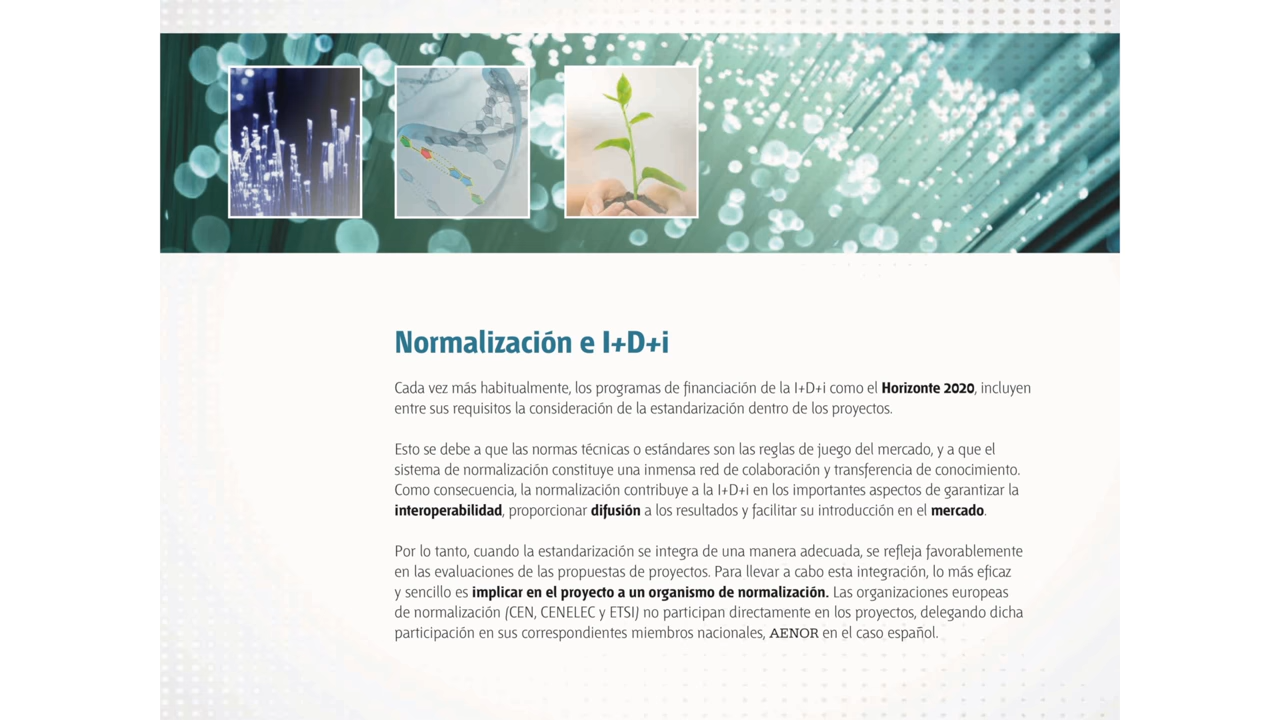 Normalización e I+D+i
Cada vez más habitualmente, los programas de financiación de la I+D+i como el Horizonte 2020, incluyen
entre sus requisitos la consideración de la estandarización dentro de los proyectos.
Esto se debe a que las normas técnicas o estándares son las reglas de juego del mercado, y a que el
sistema de normalización constituye una inmensa red de colaboración y transferencia de conocimiento.
Como consecuencia, la normalización contribuye a la I+D+i en los importantes aspectos de garantizar la
interoperabilidad, proporcionar difusión a los resultados y facilitar su introducción en el mercado.
Por lo tanto, cuando la estandarización se integra de una manera adecuada, se refleja favorablemente
en las evaluaciones de las propuestas de proyectos. Para llevar a cabo esta integración, lo más eficaz
y sencillo es implicar en el proyecto a un organismo de normalización. Las organizaciones europeas
de normalización (CEN, CENELEC y ETSI) no participan directamente en los proyectos, delegando dicha
participación en sus correspondientes miembros nacionales, AENOR en el caso español.